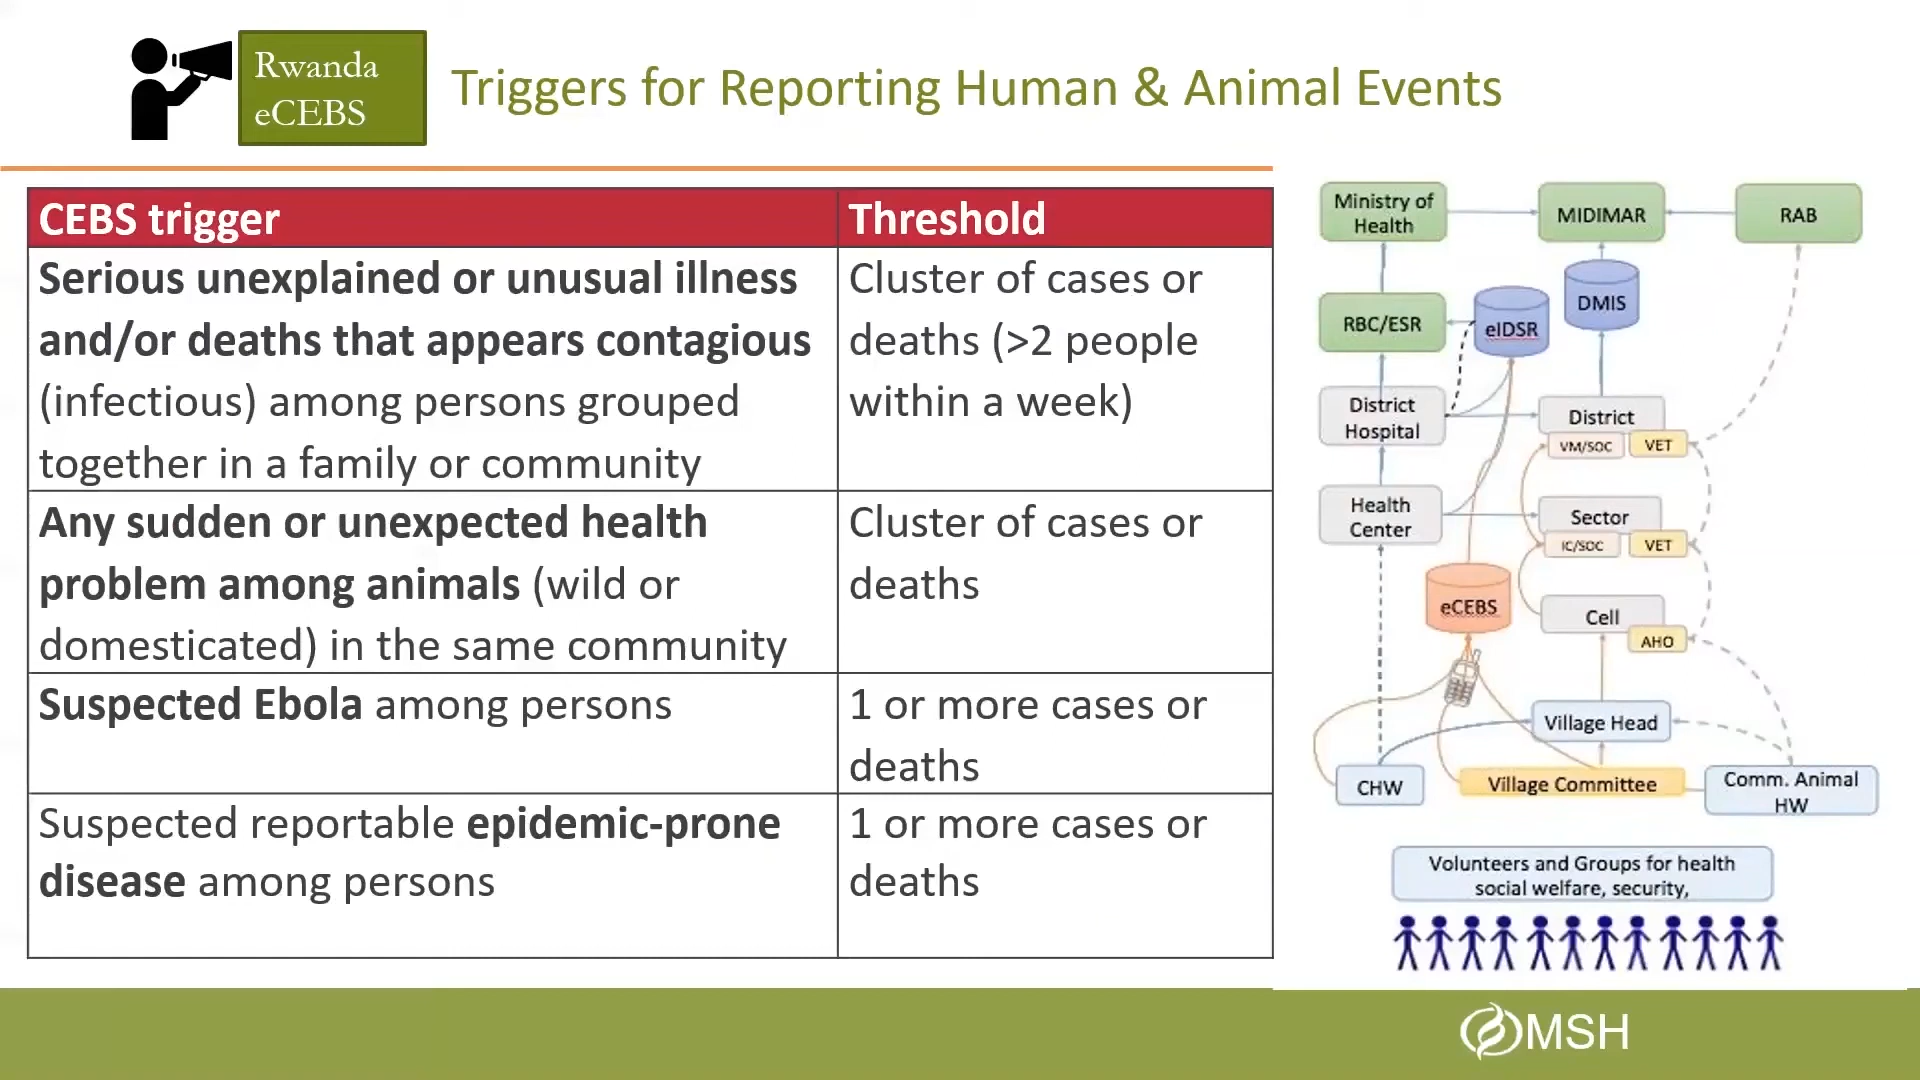 Rwanda
eCEBS
Triggers for Reporting Human & Animal Events
CEBS trigger
Threshold
Serious unexplained or unusual illness
and/or deaths that appears contagious
(infectious) among persons grouped
together in a family or community
Cluster of cases or
deaths (>2 people
within a week)
Any sudden or unexpected health
problem among animals (wild or
domesticated) in the same community
Cluster of cases or
deaths
Suspected Ebola among persons
1 or more cases or
deaths
Suspected reportable epidemic-prone
disease among persons
1 or more cases or
deaths
Ministry of
Health
MIDIMAR
RAB
RBC/ESR
eIDSR
DMIS
District
Hospital
District
VM/SOC
VET
Health
Center
Sector
IC/SOC
VET
eCEBS
Cell
AHO
Village Head
CHW
Village Committee
Comm. Animal
HW
Volunteers and Groups for health
social welfare, security,
MSH